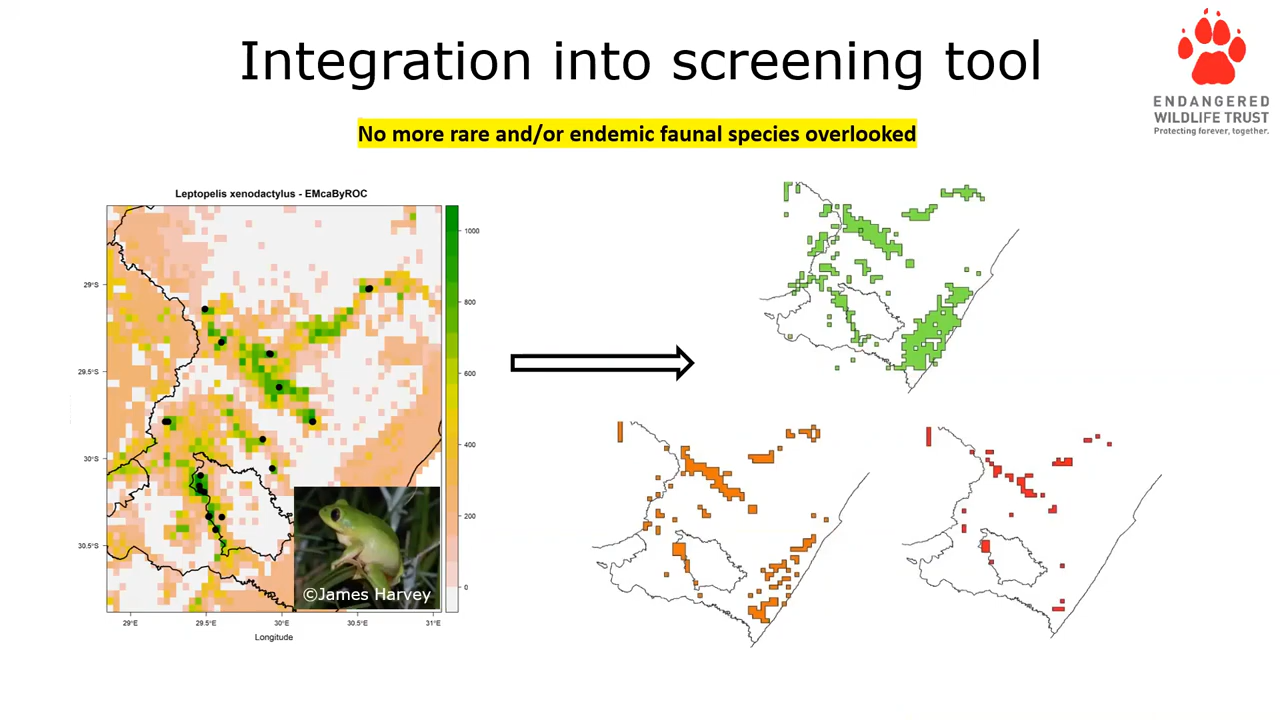 Integration into screening tool
ENDANGERED
WILDLIFE TRUST
Protecting forever, together.
No more rare and/or endemic faunal species overlooked
Leptopelis xenodactylus - EMcaByROC
1000
800
600
400
200
0
29°S
29.5°S
30°S
30.5°S
©James Harvey
29°E
29.5°E
30°E
30.5°E
31°E
Longitude